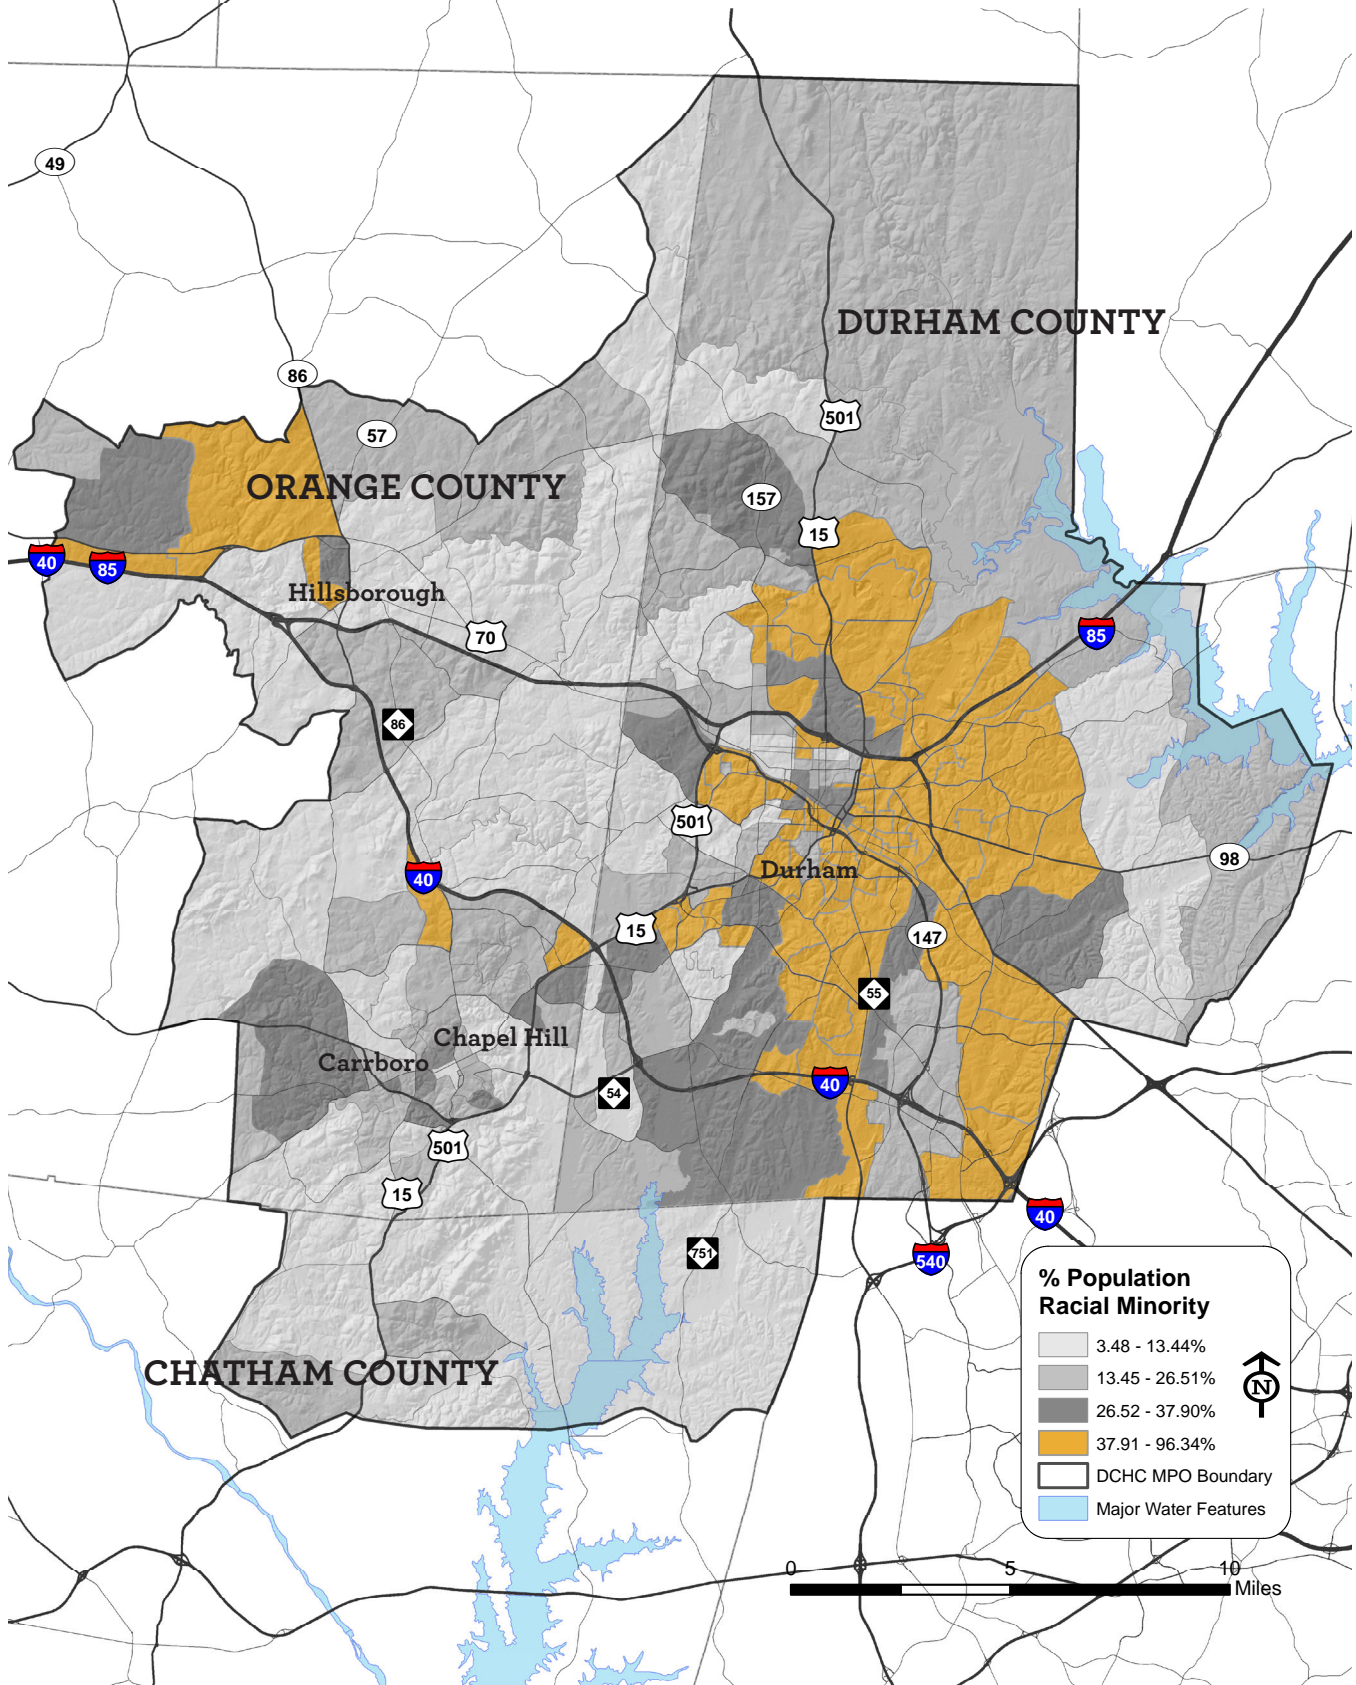 49
DURHAM COUNTY
86
501
57
ORANGE COUNTY
157
15
40
85
Hillsborough
70
85
86
501
98
Durham
40
15
147
55
Chapel Hill
Carrboro
40
54
501
15
40
751
540
% Population
Racial Minority
3.48 - 13.44%
13.45 - 26.51%
N
26.52 - 37.90%
37.91 - 96.34%
DCHC MPO Boundary
Major Water Features
CHATHAM COUNTY
0 5 10
Miles